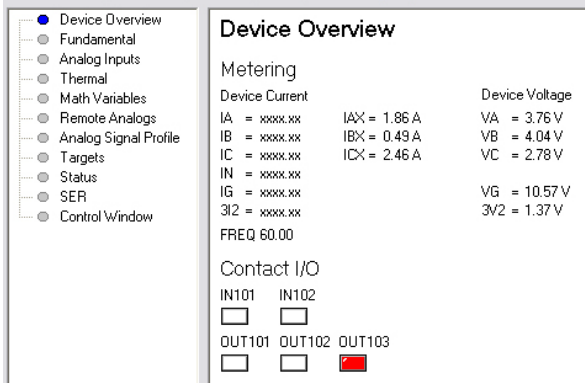 Device Overview
Fundamental
Analog Inputs
Thermal
Math Variables
Remote Analogs
Analog Signal Profile
Targets
Status
SER
Control Window
Device Overview
Metering
Device Current Device Voltage
IA = xxxx.xx IAX = 1.86 A VA = 3.76 V
IB = xxxx.xx IBX = 0.49 A VB = 4.04 V
IC = xxxx.xx ICX = 2.46 A VC = 2.78 V
IN = xxxx.xx
IG = xxxx.xx VG = 10.57 V
3I2 = xxxx.xx 3V2 = 1.37 V
FREQ 60.00
Contact I/O
IN101 IN102
OUT101 OUT102 OUT103